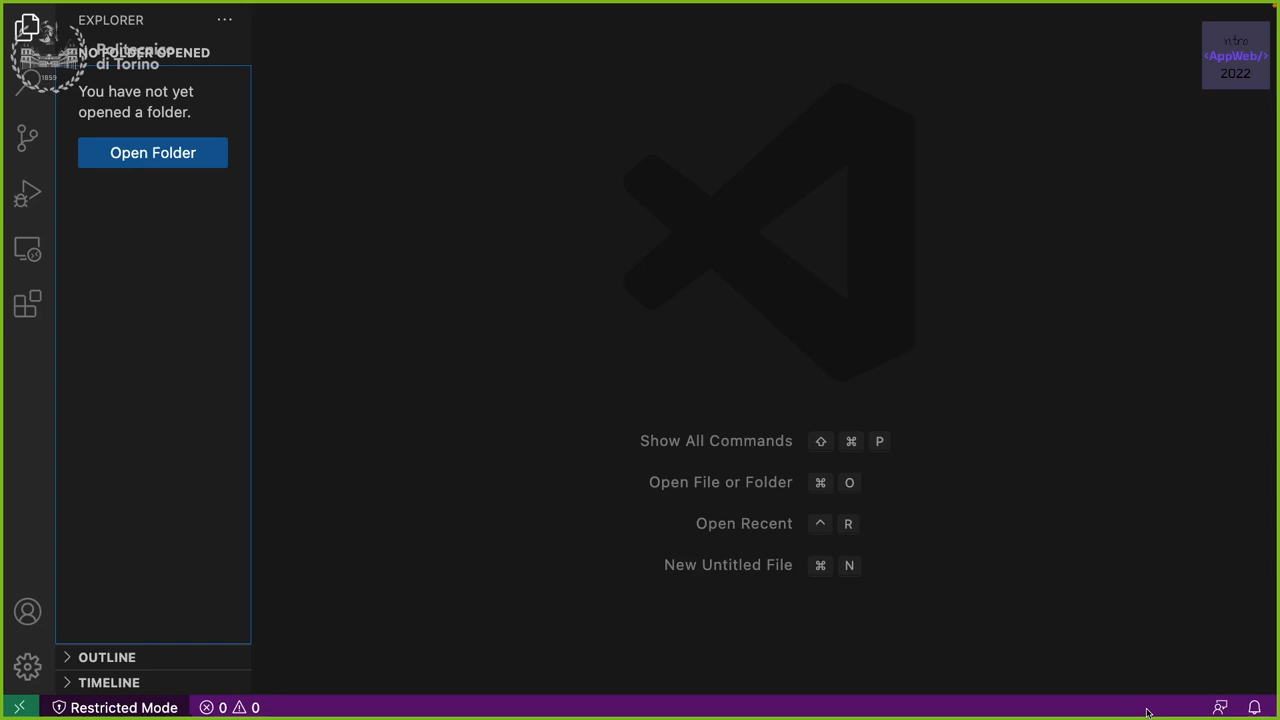 EXPLORER
NO FOLDER OPENED
Politecnico
di Torino
1859
You have not yet
opened a folder.
Open Folder
intro
<AppWeb/>
2022
Show All Commands ⇧ ⌘ P
Open File or Folder ⌘ O
Open Recent ^ R
New Untitled File ⌘ N
OUTLINE
TIMELINE
Restricted Mode 0 0